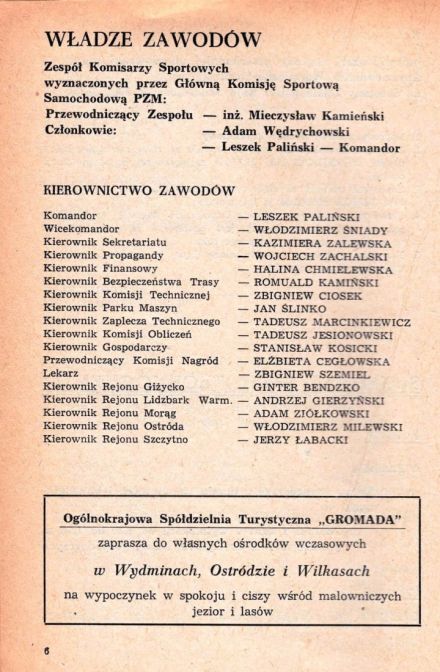 WŁADZE ZAWODÓW
Zespół Komisarzy Sportowych
wyznaczonych przez Główną Komisję Sportową
Samochodową PZM:
Przewodniczący Zespołu — inż. Mieczysław Kamieński
Członkowie: — Adam Wędrychowski
— Leszek Paliński — Komandor
KIEROWNICTWO ZAWODÓW
Komandor — LESZEK PALIŃSKI
Wicekomandor — WŁODZIMIERZ ŚNIADY
Kierownik Sekretariatu — KAZIMIERA ZALEWSKA
Kierownik Propagandy — WOJCIECH ZACHALSKI
Kierownik Finansowy — HALINA CHMIELEWSKA
Kierownik Bezpieczeństwa Trasy — ROMUALD KAMIŃSKI
Kierownik Komisji Technicznej — ZBIGNIEW CIOSEK
Kierownik Parku Maszyn — JAN ŚLINKO
Kierownik Zaplecza Technicznego — TADEUSZ MARCINKIEWICZ
Kierownik Komisji Obliczeń — TADEUSZ JESIONOWSKI
Kierownik Gospodarczy — STANISŁAW KOSICKI
Przewodniczący Komisji Nagród — ELŻBIETA CEGŁOWSKA
Lekarz — ZBIGNIEW SZEMIEL
Kierownik Rejonu Giżycko — GINTER BENDZKO
Kierownik Rejonu Lidzbark Warm. — ANDRZEJ GIERZYŃSKI
Kierownik Rejonu Morąg — ADAM ZIÓŁKOWSKI
Kierownik Rejonu Ostróda — WŁODZIMIERZ MILEWSKI
Kierownik Rejonu Szczytno — JERZY ŁABACKI
Ogólnokrajowa Spółdzielnia Turystyczna „GROMADA"
zaprasza do własnych ośrodków wczasowych
w Wydminach, Ostródzie i Wilkasach
na wypoczynek w spokoju i ciszy wśród malowniczych
jezior i lasów
6